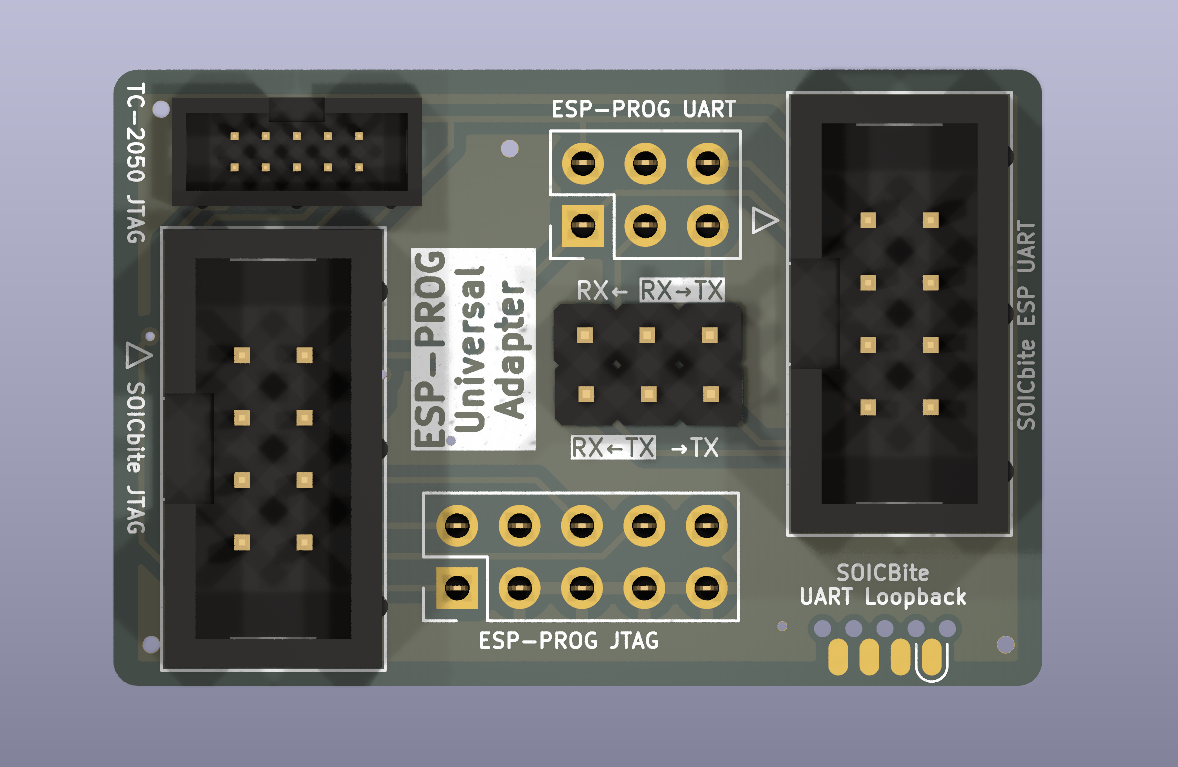 TC-2050 JTAG
ESP-PROG UART
SOICbite ESP UART
ESP-PROG
Universal
Adapter
RX← RX→TX
RX←TX →TX
SOICbite JTAG
ESP-PROG JTAG
SOICBite
UART Loopback